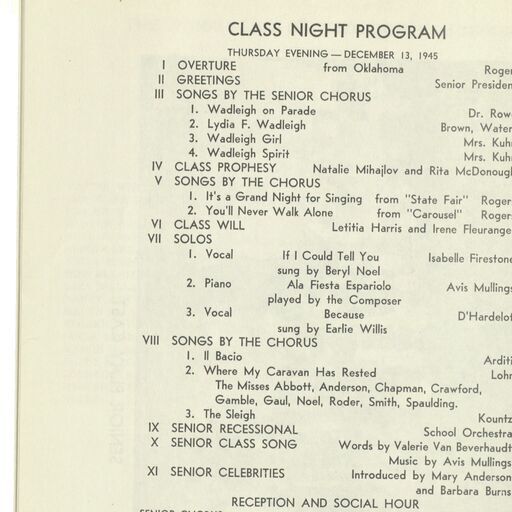 CLASS NIGHT PROGRAM
THURSDAY EVENING — DECEMBER 13, 1945
I OVERTURE from Oklahoma Roger
II GREETINGS Senior Presiden
III SONGS BY THE SENIOR CHORUS
1. Wadleigh on Parade Dr. Row
2. Lydia F. Wadleigh Brown, Water
3. Wadleigh Girl Mrs. Kuh
4. Wadleigh Spirit Mrs. Kuh
IV CLASS PROPHESY Natalie Mihajlov and Rita McDonough
V SONGS BY THE CHORUS
1. It's a Grand Night for Singing from "State Fair" Roger
2. You'll Never Walk Alone from "Carousel" Roger
VI CLASS WILL Letitia Harris and Irene Fleurange
VII SOLOS
1. Vocal If I Could Tell You Isabelle Firestone
sung by Beryl Noel
2. Piano Ala Fiesta Espariolo Avis Mullings
played by the Composer
3. Vocal Because D'Hardelot
sung by Earlie Willis
VIII SONGS BY THE CHORUS
1. Il Bacio Arditi
2. Where My Caravan Has Rested Lohr
The Misses Abbott, Anderson, Chapman, Crawford,
Gamble, Gaul, Noel, Roder, Smith, Spaulding.
3. The Sleigh Kountz
IX SENIOR RECESSIONAL School Orchestra
X SENIOR CLASS SONG Words by Valerie Van Beverhaudt
Music by Avis Mullings
XI SENIOR CELEBRITIES Introduced by Mary Anderson
and Barbara Burns
RECEPTION AND SOCIAL HOUR